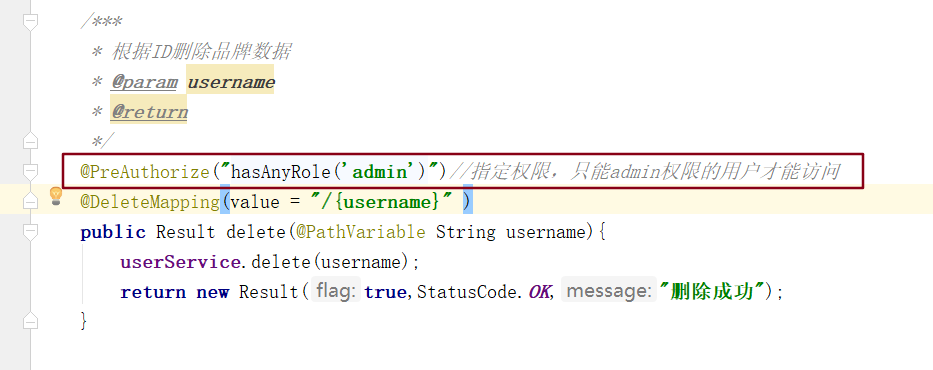 /***
* 根据ID删除品牌数据
* @param username
* @return
*/
@PreAuthorize("hasAnyRole('admin')")//指定权限，只能admin权限的用户才能访问
@DeleteMapping(value = "/{username}" )
public Result delete(@PathVariable String username){
userService.delete(username);
return new Result( flag: true,StatusCode.OK, message: "删除成功");
}